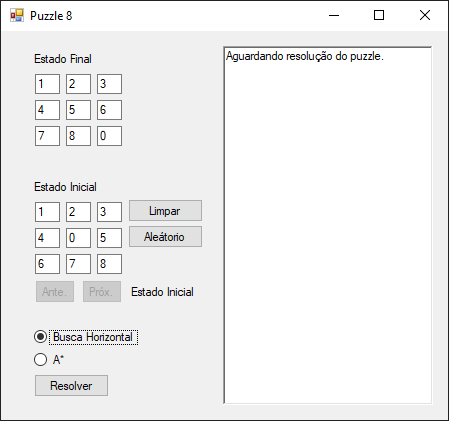 Puzzle 8
Estado Final
1 2 3
4 5 6
7 8 0
Estado Inicial
1 2 3 Limpar
4 0 5 Aleátorio
6 7 8
Ante. Próx. Estado Inicial
Busca Horizontal
A*
Resolver
Aguardando resolução do puzzle.